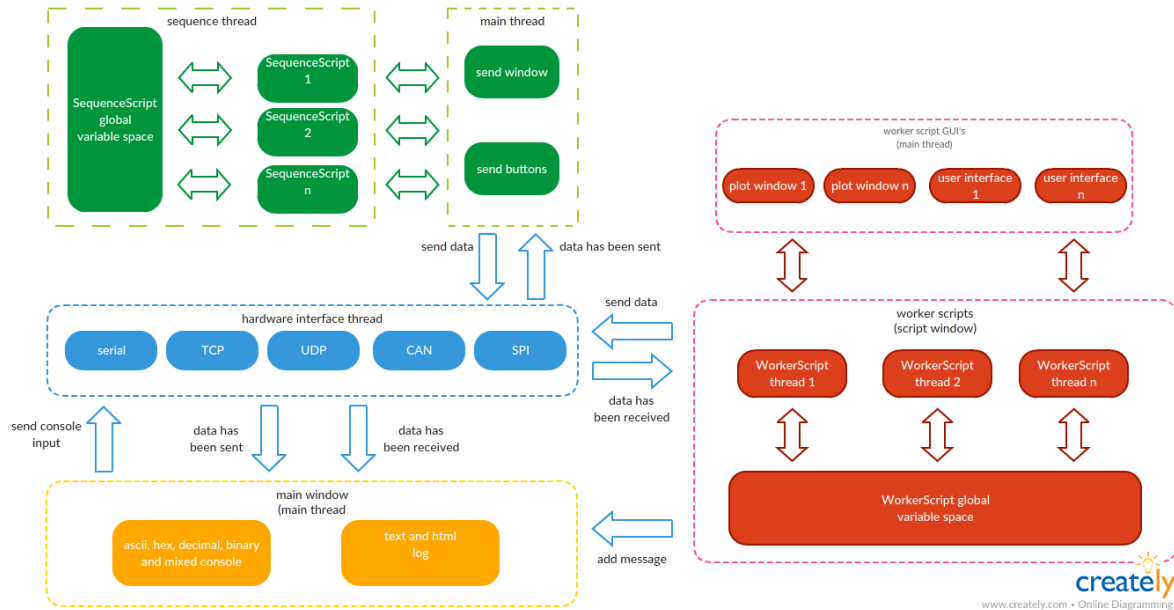 sequence thread
main thread
SequenceScript
global
variable space
SequenceScript
1
SequenceScript
2
SequenceScript
n
send window
send buttons
worker script GUI's
(main thread)
plot window 1
plot window n
user interface
1
user interface
n
send data
data has been sent
hardware interface thread
serial
TCP
UDP
CAN
SPI
send data
data has
been received
worker scripts
(script window)
WorkerScript
thread 1
WorkerScript
thread 2
WorkerScript
thread n
WorkerScript global
variable space
send console
input
data has
been sent
data has
been received
main window
(main thread
ascii, hex, decimal, binary
and mixed console
text and html
log
add message
creately
www.creately.com • Online Diagramming